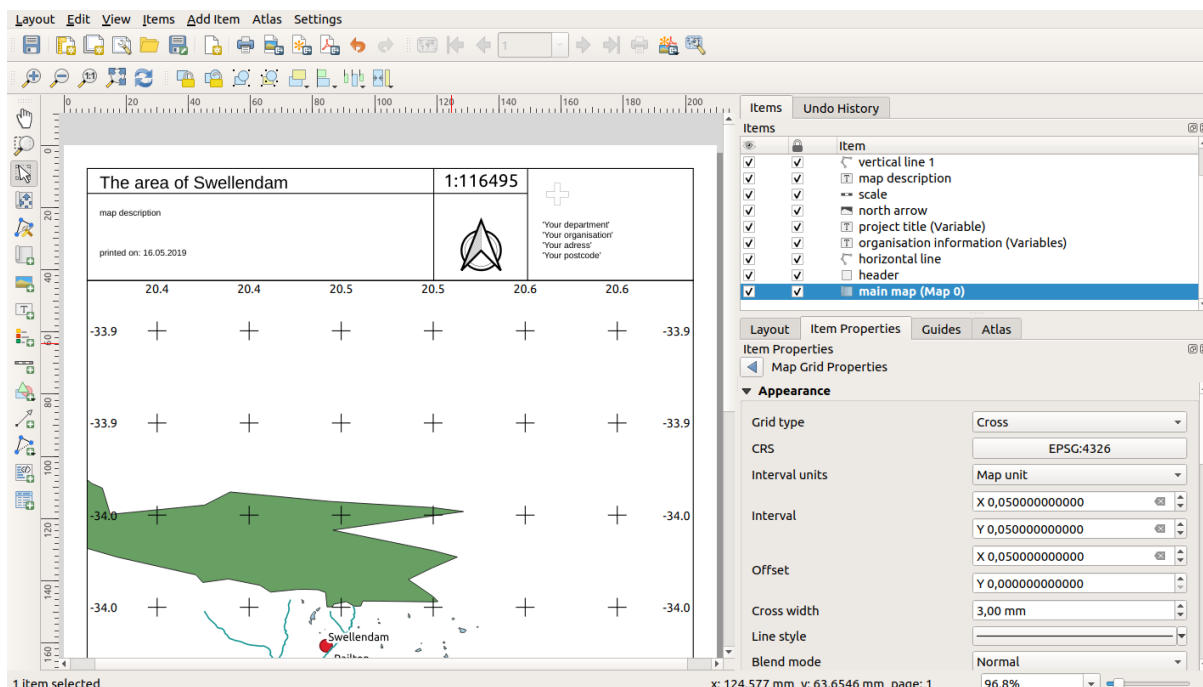 Layout Edit View Items Add Item Atlas Settings
1
0 20 40 60 80 100 120 140 160 180 200
Items Undo History
Items
Item
vertical line 1
map description
scale
north arrow
project title (Variable)
organisation information (Variables)
horizontal line
header
main map (Map 0)
0
20
40
60
80
100
120
140
160
The area of Swellendam 1:116495
map description
printed on: 16.05.2019
'Your department'
'Your organisation'
'Your adress'
'Your postcode'
20.4 20.4 20.5 20.5 20.6 20.6
-33.9 -33.9
-33.9 -33.9
-34.0 -34.0
-34.0 -34.0
Swellendam
Railton
Layout Item Properties Guides Atlas
Item Properties
Map Grid Properties
Appearance
Grid type Cross
CRS EPSG:4326
Interval units Map unit
Interval X 0,050000000000
Y 0,050000000000
Offset X 0,050000000000
Y 0,000000000000
Cross width 3,00 mm
Line style
Blend mode Normal
1 item selected x: 124.577 mm y: 63.6546 mm page: 1 96.8%